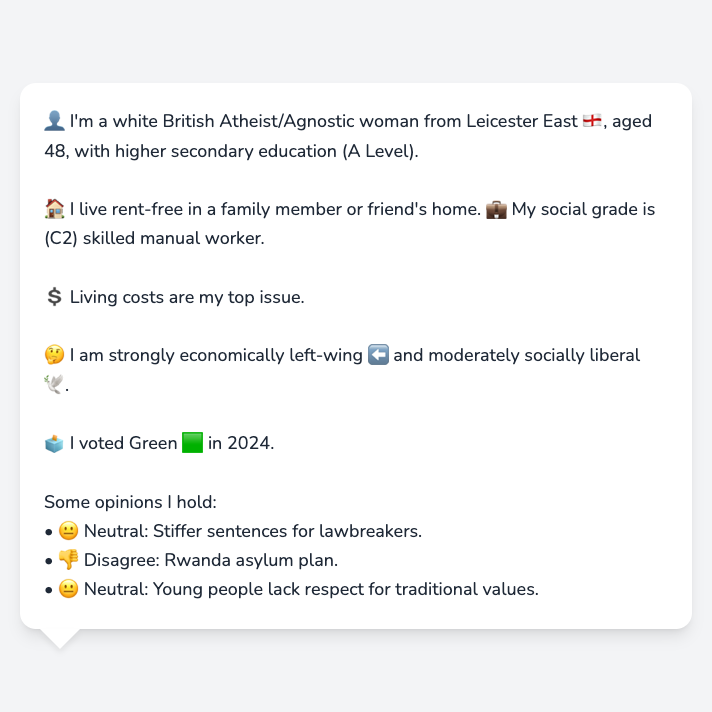 👤 I'm a white British Atheist/Agnostic woman from Leicester East 🏴󠁧󠁢󠁥󠁮󠁧󠁿, aged
48, with higher secondary education (A Level).
🏠 I live rent-free in a family member or friend's home. 💼 My social grade is
(C2) skilled manual worker.
💲 Living costs are my top issue.
🤔 I am strongly economically left-wing ⬅️ and moderately socially liberal
🕊️.
🗳️ I voted Green 🟩 in 2024.
Some opinions I hold:
• 😐 Neutral: Stiffer sentences for lawbreakers.
• 👎 Disagree: Rwanda asylum plan.
• 😐 Neutral: Young people lack respect for traditional values.